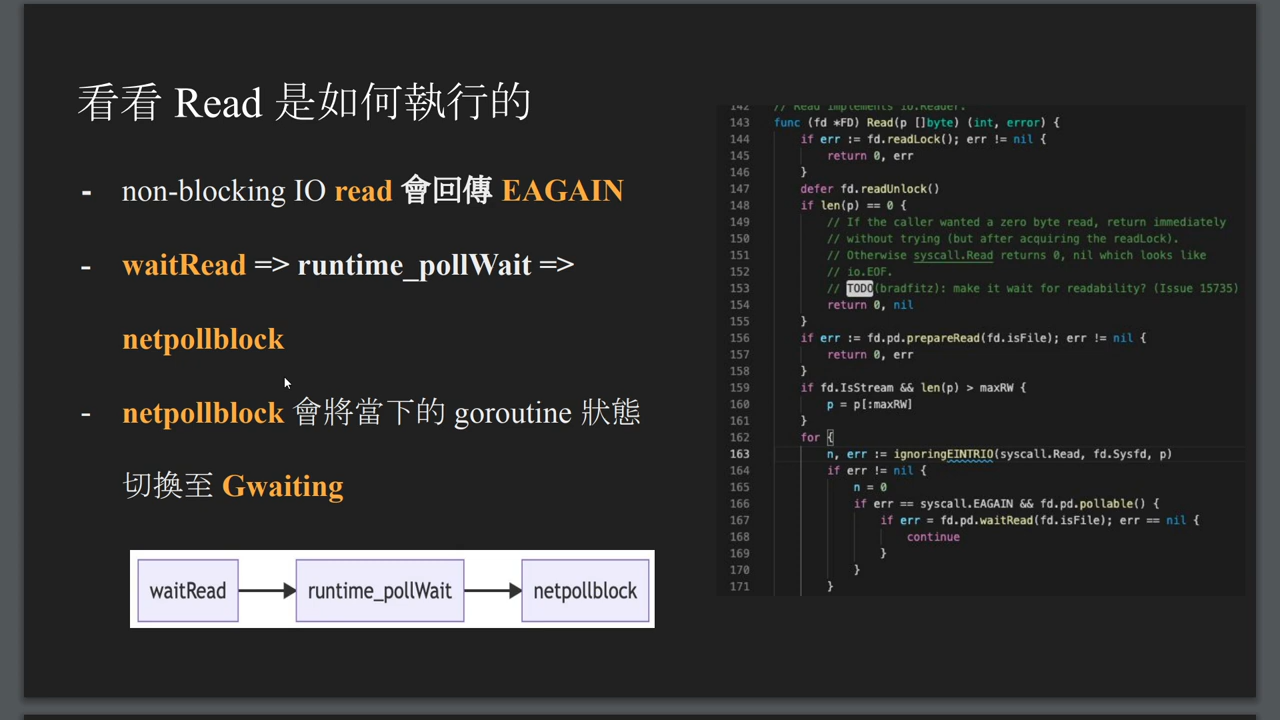 看看 Read 是如何執行的
- non-blocking IO read 會回傳 EAGAIN
- waitRead => runtime_pollWait =>
netpollblock
- netpollblock 會將當下的 goroutine 狀態
切換至 Gwaiting
waitRead
runtime_pollWait
netpollblock
142 // Read implements io.Reader.
143 func (fd *FD) Read(p []byte) (int, error) {
144 if err := fd.readLock(); err != nil {
145 return 0, err
146 }
147 defer fd.readUnlock()
148 if len(p) == 0 {
149 // If the caller wanted a zero byte read, return immediately
150 // without trying (but after acquiring the readLock).
151 // Otherwise syscall.Read returns 0, nil which looks like
152 // io.EOF.
153 // TODO(bradfitz): make it wait for readability? (Issue 15735)
154 return 0, nil
155 }
156 if err := fd.pd.prepareRead(fd.isFile); err != nil {
157 return 0, err
158 }
159 if fd.IsStream && len(p) > maxRW {
160 p = p[:maxRW]
161 }
162 for {
163 n, err := ignoringEINTRIO(syscall.Read, fd.Sysfd, p)
164 if err != nil {
165 n = 0
166 if err == syscall.EAGAIN && fd.pd.pollable() {
167 if err = fd.pd.waitRead(fd.isFile); err == nil {
168 continue
169 }
170 }
171 }